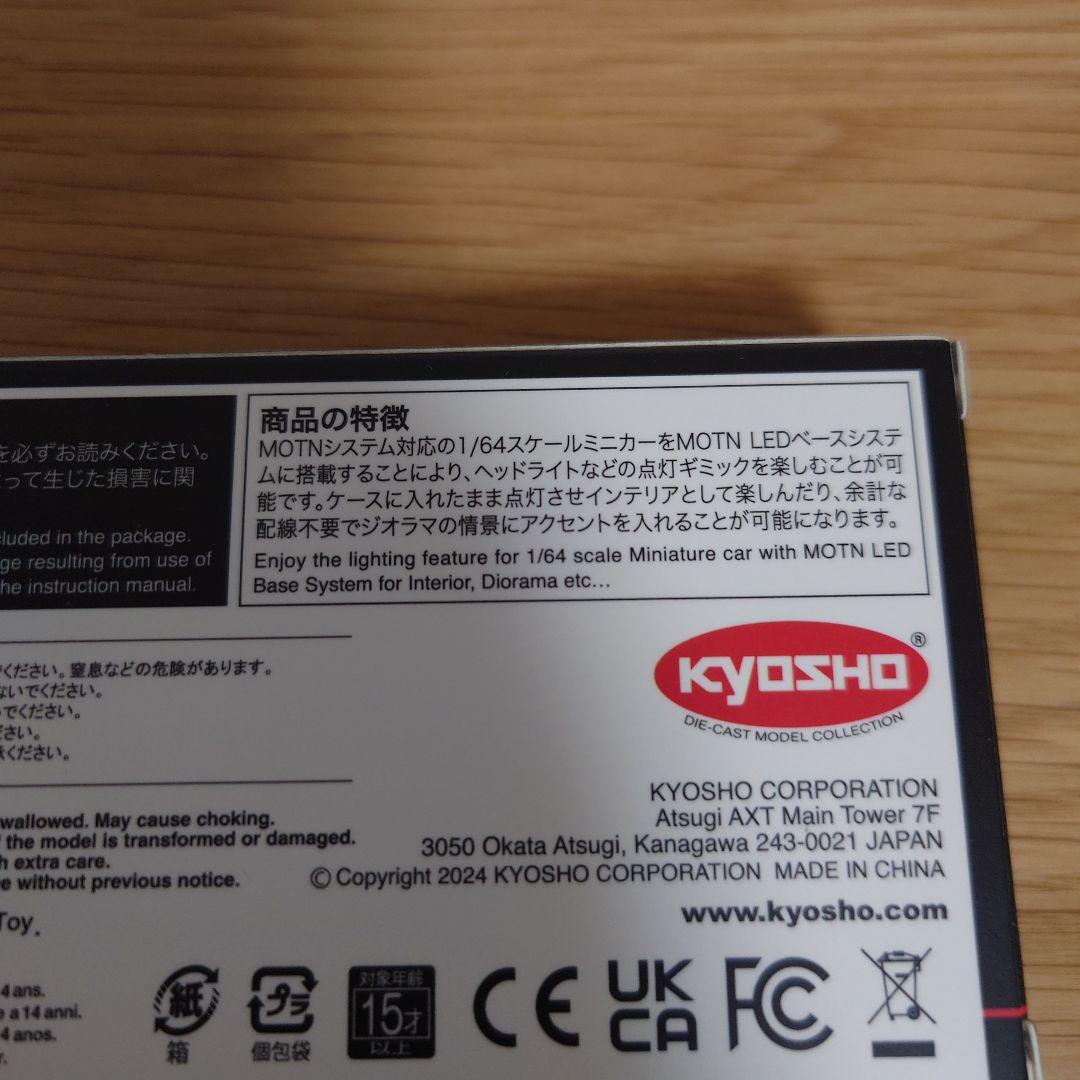 を必ずお読みください。
って生じた損害に関
cluded in the package.
ge resulting from use of
he instruction manual.
商品の特徴
MOTNシステム対応の1/64スケールミニカーをMOTN LEDベースシステ
ムに搭載することにより、ヘッドライトなどの点灯ギミックを楽しむことが可
能です。ケースに入れたまま点灯させインテリアとして楽しんだり、余計な
配線不要でジオラマの情景にアクセントを入れることが可能になります。
Enjoy the lighting feature for 1/64 scale Miniature car with MOTN LED
Base System for Interior, Diorama etc...
ください。窒息などの危険があります。
ないでください。
でください。
ださい。
承ください。
KYOSHO®
DIE-CAST MODEL COLLECTION
wallowed. May cause choking.
f the model is transformed or damaged.
h extra care.
e without previous notice.
Toy.
KYOSHO CORPORATION
Atsugi AXT Main Tower 7F
3050 Okata Atsugi, Kanagawa 243-0021 JAPAN
© Copyright 2024 KYOSHO CORPORATION MADE IN CHINA
www.kyosho.com
4 ans.
e a 14 anni.
4 anos.
r.
紙
箱
プラ
個包袋
対象年齢
15才
以上
CE
UK
CA
FC